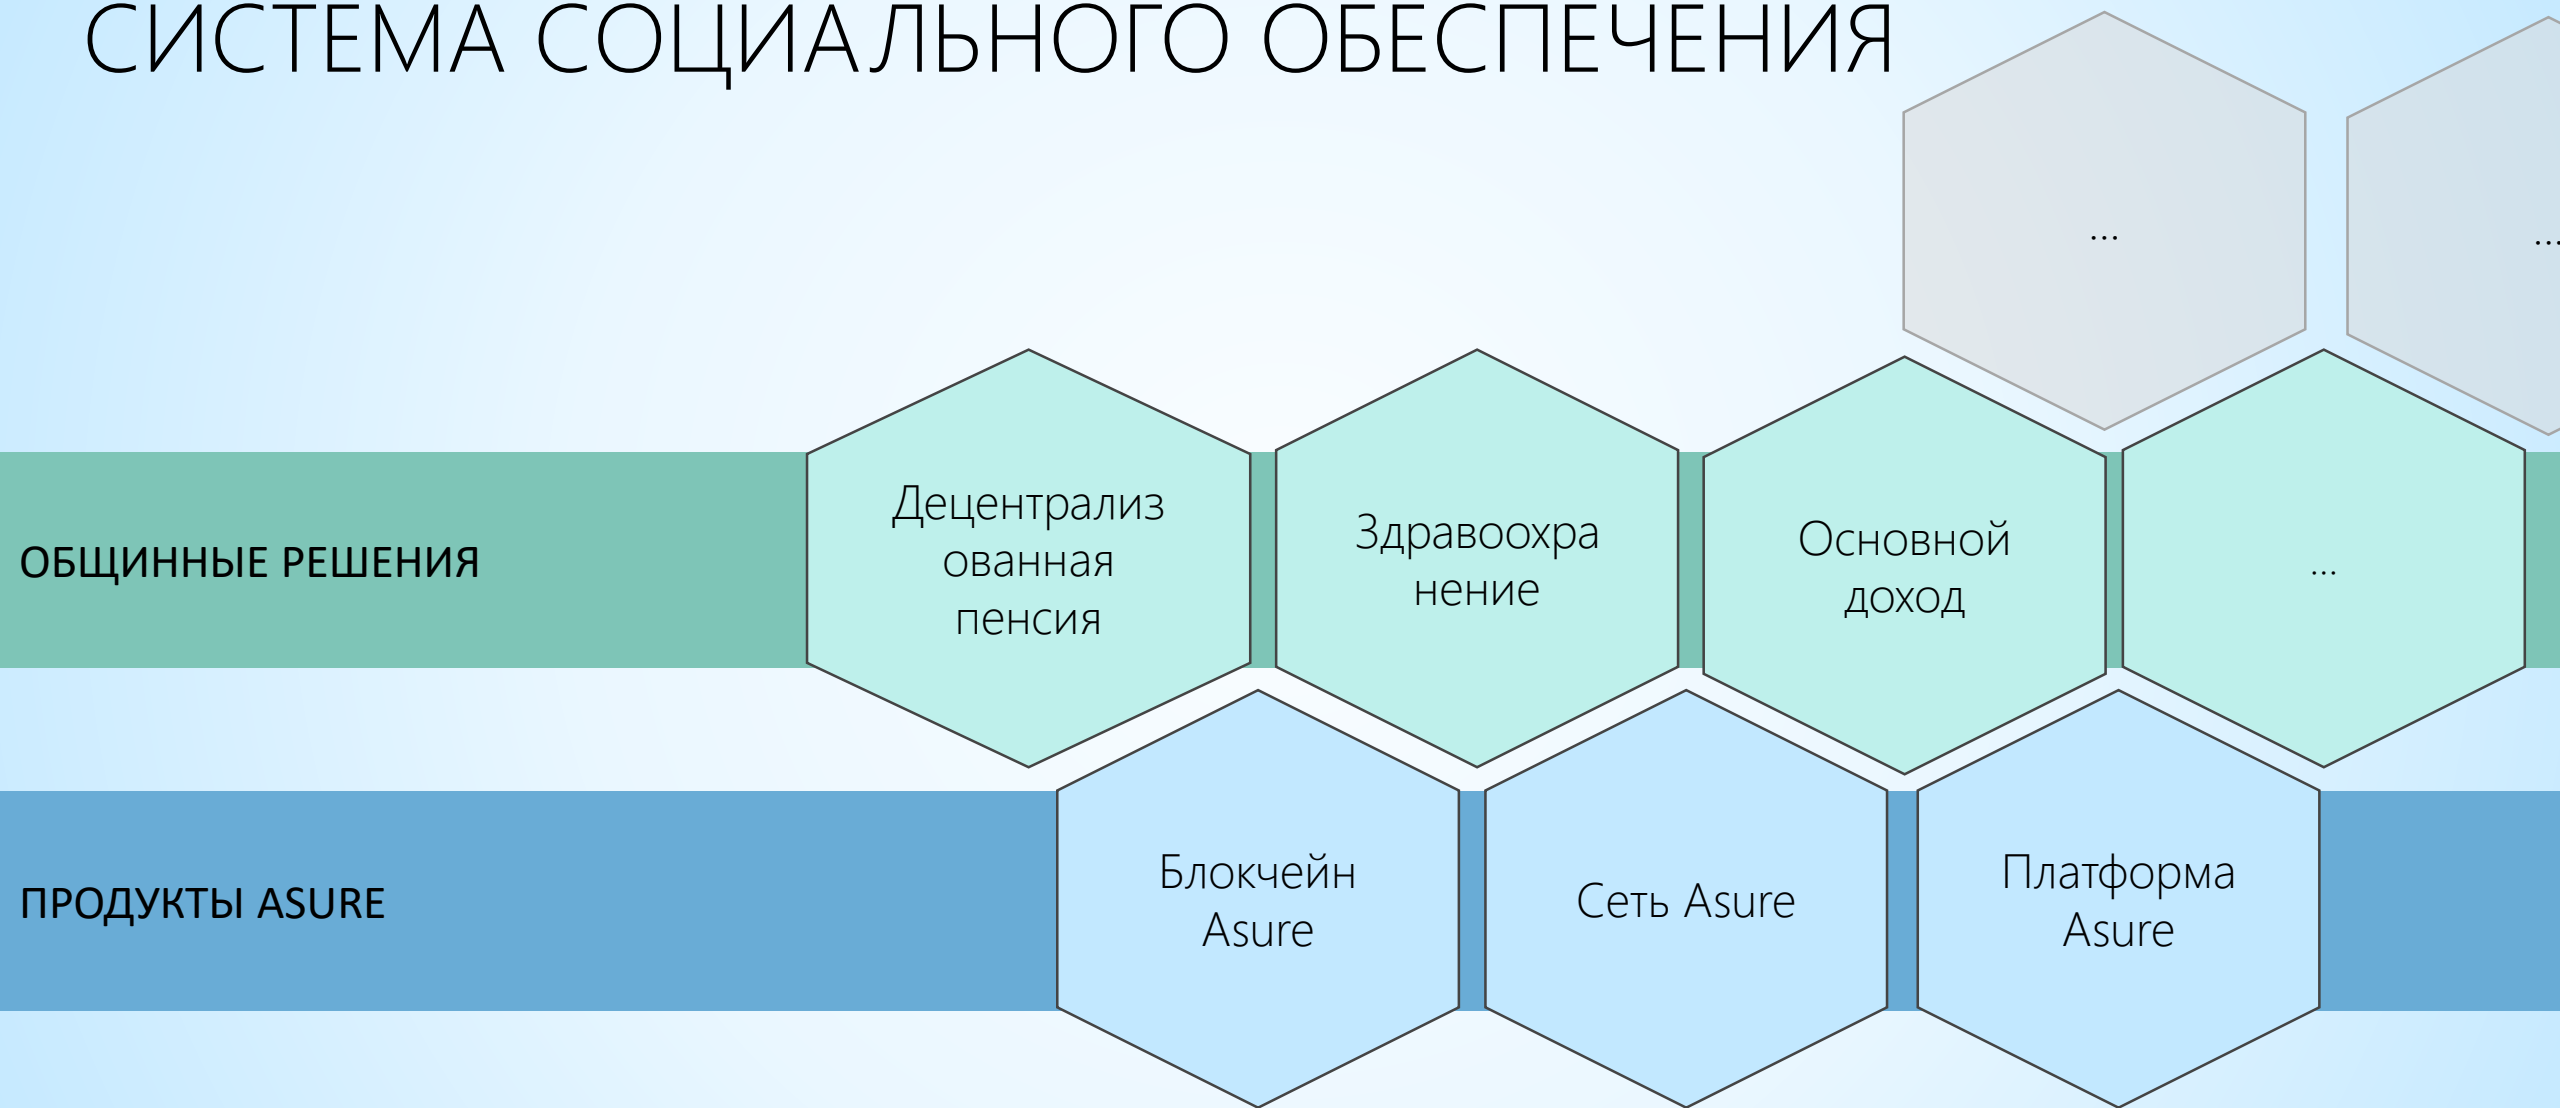 СИСТЕМА СОЦИАЛЬНОГО ОБЕСПЕЧЕНИЯ
...
...
ОБЩИННЫЕ РЕШЕНИЯ
Децентрализ
ованная
пенсия
Здравоохра
нение
Основной
доход
...
ПРОДУКТЫ ASURE
Блокчейн
Asure
Сеть Asure
Платформа
Asure